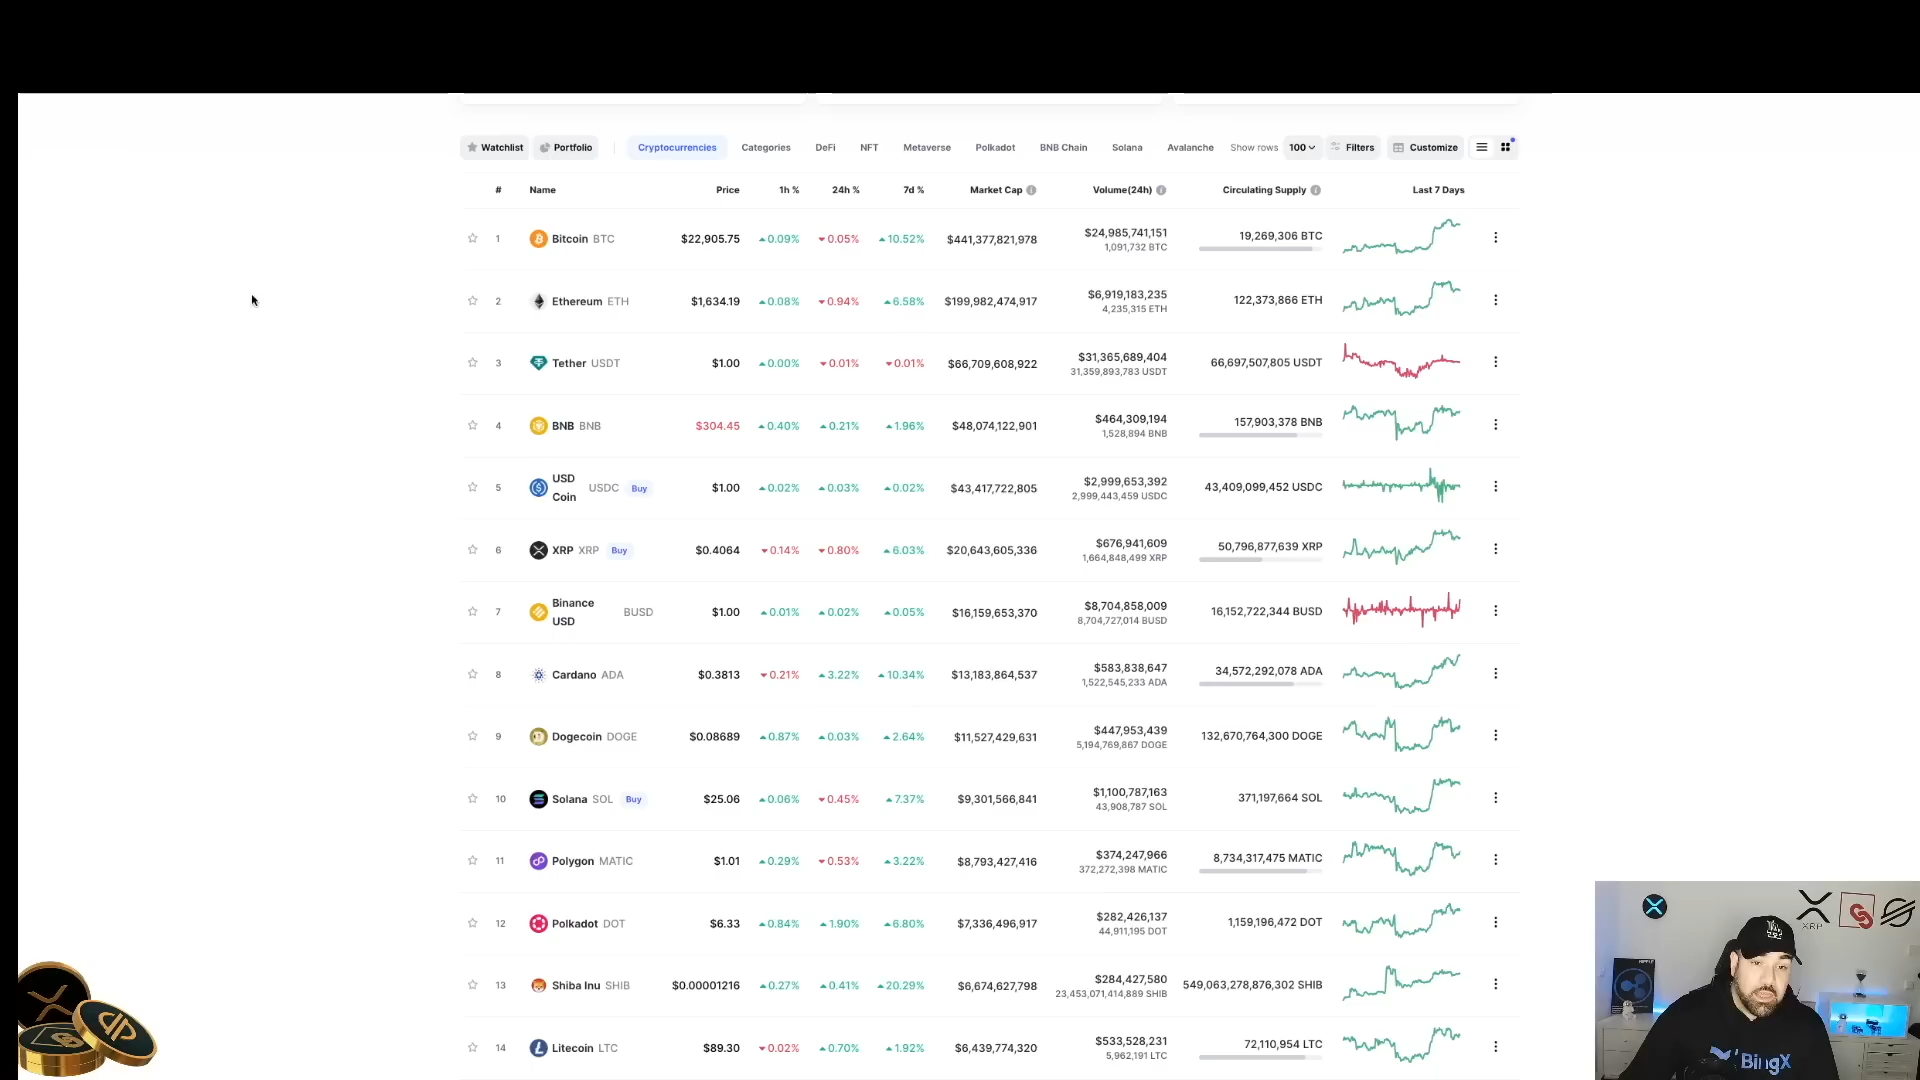 Watchlist Portfolio Cryptocurrencies Categories DeFi NFT Metaverse Polkadot BNB Chain Solana Avalanche Show rows 100 Filters Customize
# Name Price 1h % 24h % 7d % Market Cap Volume(24h) Circulating Supply Last 7 Days
1 Bitcoin BTC $22,905.75 0.09% 0.05% 10.52% $441,377,821,978 $24,985,741,151 19,269,306 BTC
1,091,732 BTC
2 Ethereum ETH $1,634.19 0.08% 0.94% 6.58% $199,982,474,917 $6,919,183,235 122,373,866 ETH
4,235,315 ETH
3 Tether USDT $1.00 0.00% 0.01% 0.01% $66,709,608,922 $31,365,689,404 66,697,507,805 USDT
31,359,893,783 USDT
4 BNB BNB $304.45 0.40% 0.21% 1.96% $48,074,122,901 $464,309,194 157,903,378 BNB
1,528,894 BNB
5 USD Coin USDC Buy $1.00 0.02% 0.03% 0.02% $43,417,722,805 $2,999,653,392 43,409,099,452 USDC
2,999,443,459 USDC
6 XRP XRP Buy $0.4064 0.14% 0.80% 6.03% $20,643,605,336 $676,941,609 50,796,877,639 XRP
1,664,848,499 XRP
7 Binance USD BUSD $1.00 0.01% 0.02% 0.05% $16,159,653,370 $8,704,858,009 16,152,722,344 BUSD
8,704,727,014 BUSD
8 Cardano ADA $0.3813 0.21% 3.22% 10.34% $13,183,864,537 $583,838,647 34,572,292,078 ADA
1,522,545,233 ADA
9 Dogecoin DOGE $0.08689 0.87% 0.03% 2.64% $11,527,429,631 $447,953,439 132,670,764,300 DOGE
5,194,769,867 DOGE
10 Solana SOL Buy $25.06 0.06% 0.45% 7.37% $9,301,566,841 $1,100,787,163 371,197,664 SOL
43,908,787 SOL
11 Polygon MATIC $1.01 0.29% 0.53% 3.22% $8,793,427,416 $374,247,966 8,734,317,475 MATIC
372,272,398 MATIC
12 Polkadot DOT $6.33 0.84% 1.90% 6.80% $7,336,496,917 $282,426,137 1,159,196,472 DOT
44,911,195 DOT
13 Shiba Inu SHIB $0.00001216 0.27% 0.41% 20.29% $6,674,627,798 $284,427,580 549,063,278,876,302 SHIB
23,453,071,414,889 SHIB
14 Litecoin LTC $89.30 0.02% 0.70% 1.92% $6,439,774,320 $533,528,231 72,110,954 LTC
5,962,191 LTC
XRP
BingX